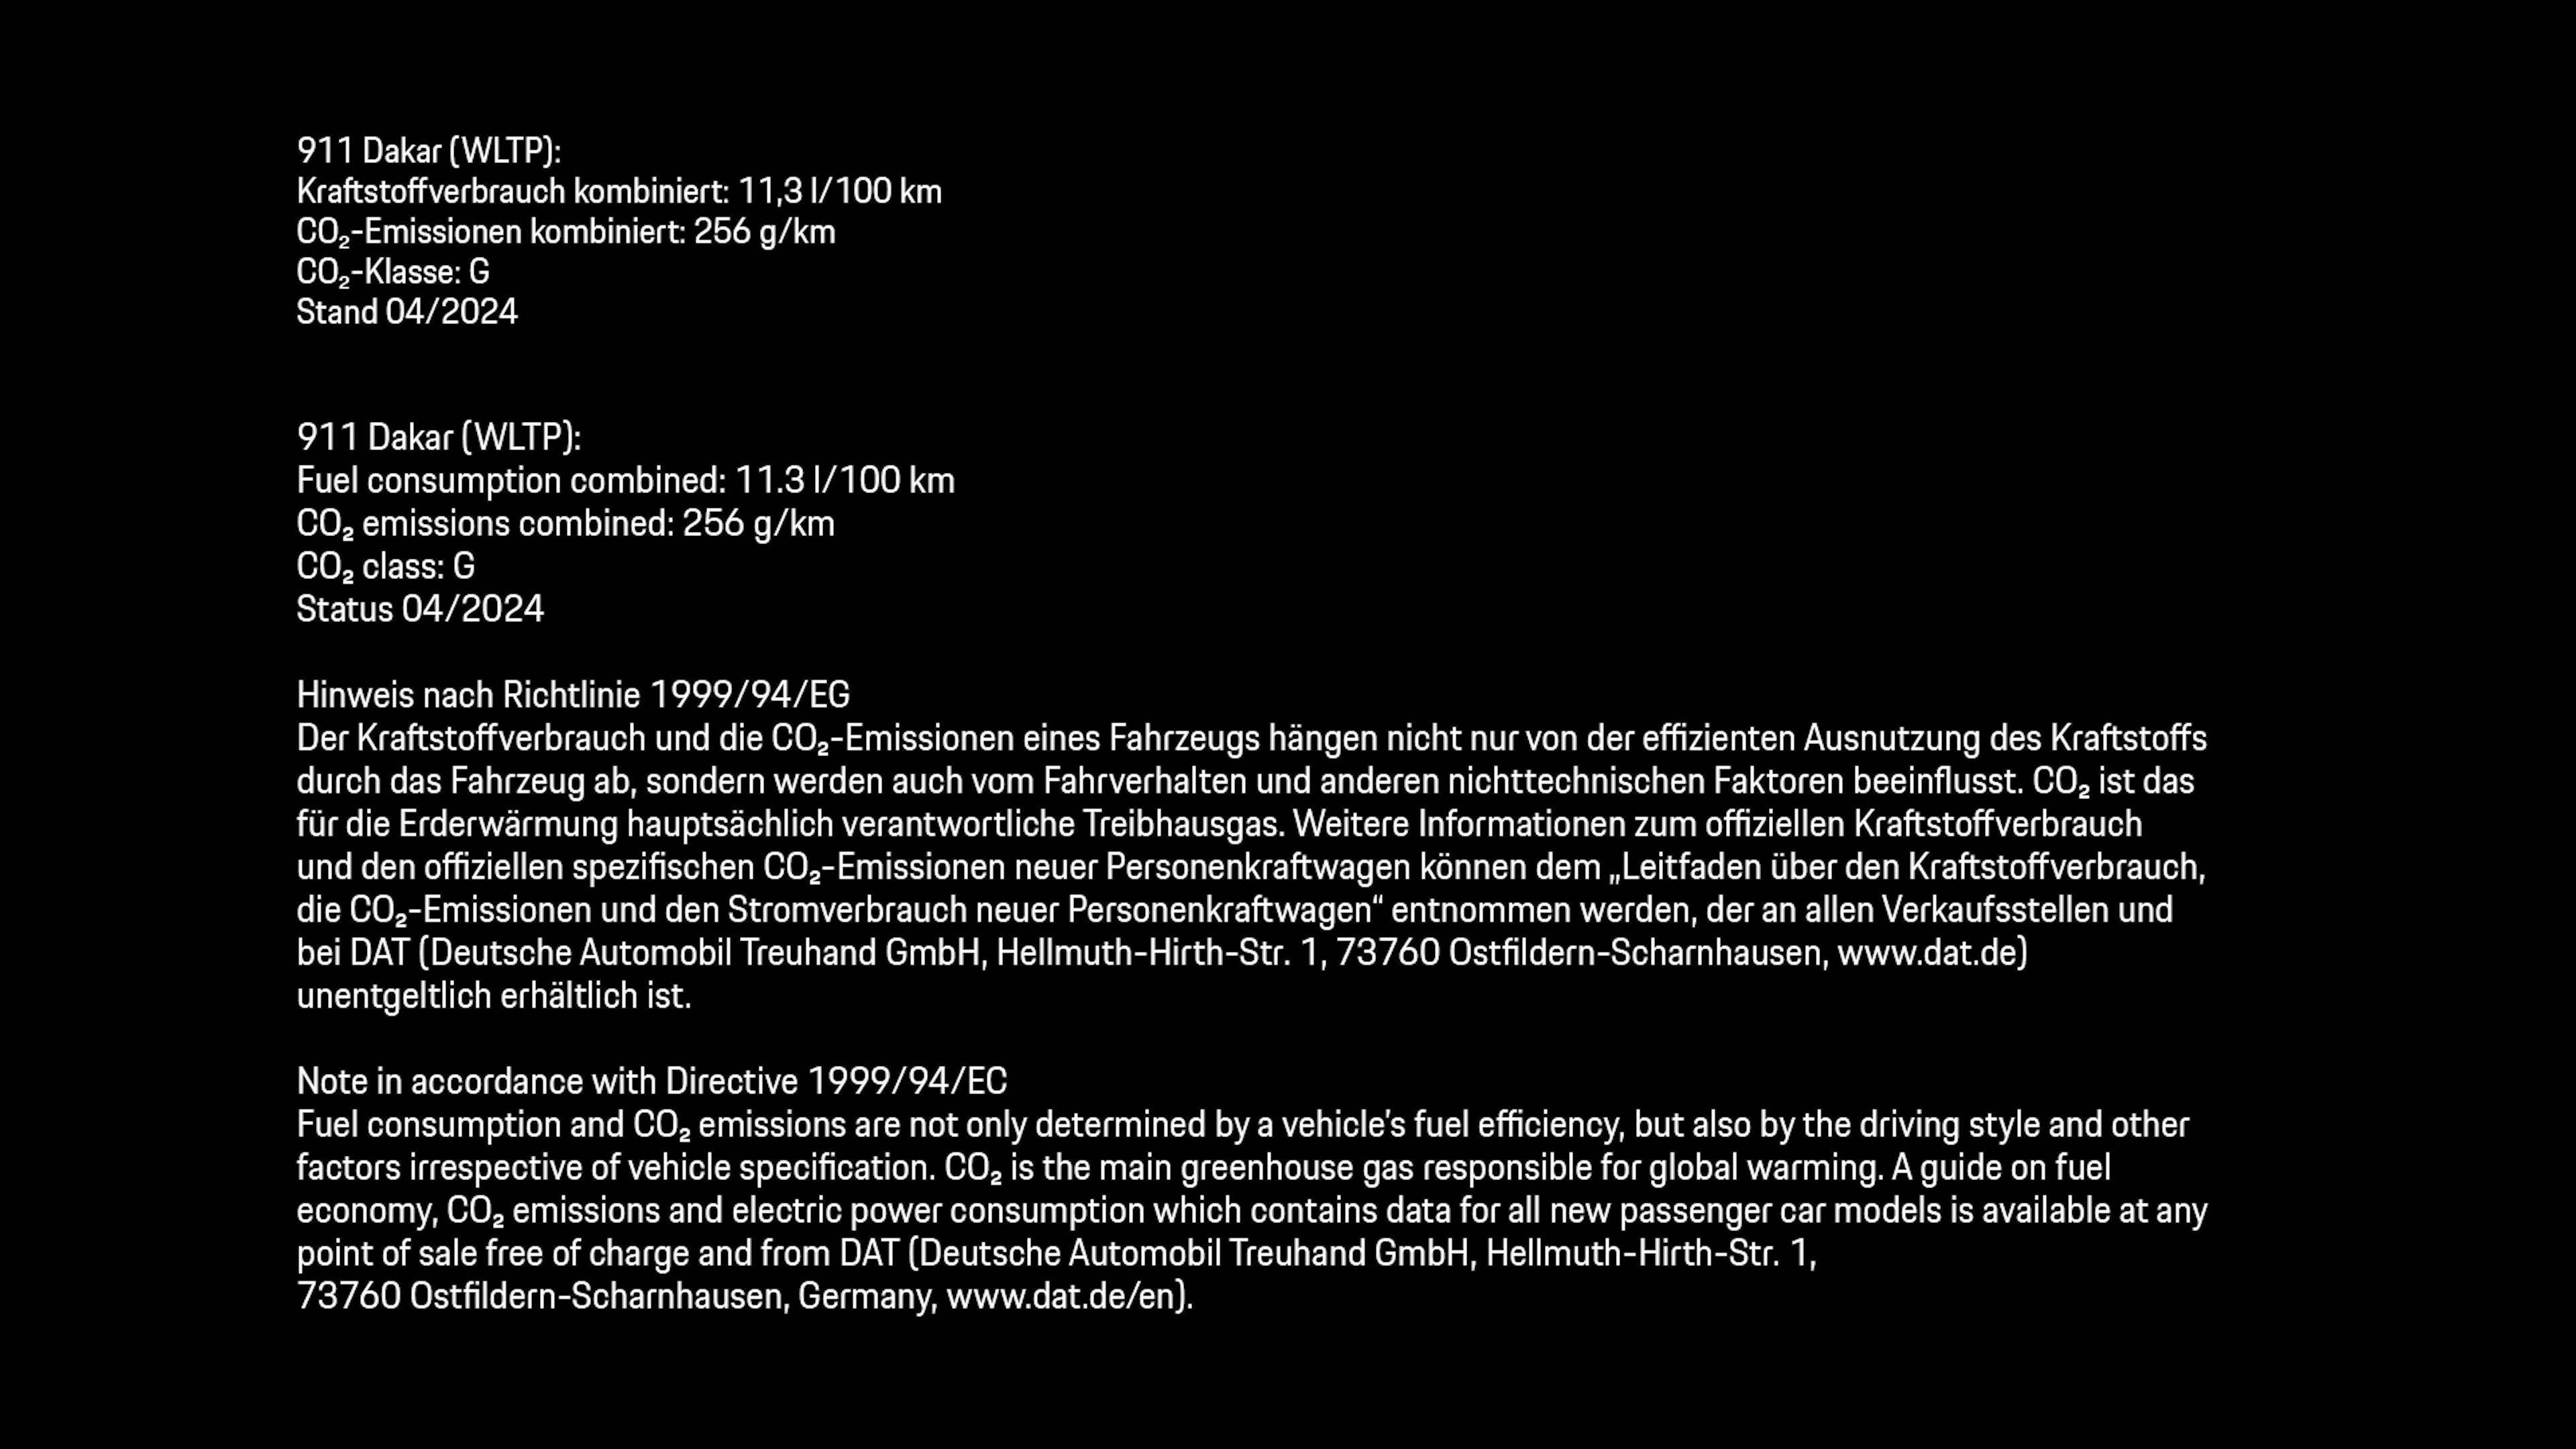 911 Dakar (WLTP):
Kraftstoffverbrauch kombiniert: 11,3 l/100 km
CO₂-Emissionen kombiniert: 256 g/km
CO₂-Klasse: G
Stand 04/2024
911 Dakar (WLTP):
Fuel consumption combined: 11.3 l/100 km
CO₂ emissions combined: 256 g/km
CO₂ class: G
Status 04/2024
Hinweis nach Richtlinie 1999/94/EG
Der Kraftstoffverbrauch und die CO₂-Emissionen eines Fahrzeugs hängen nicht nur von der effizienten Ausnutzung des Kraftstoffs
durch das Fahrzeug ab, sondern werden auch vom Fahrverhalten und anderen nichttechnischen Faktoren beeinflusst. CO₂ ist das
für die Erderwärmung hauptsächlich verantwortliche Treibhausgas. Weitere Informationen zum offiziellen Kraftstoffverbrauch
und den offiziellen spezifischen CO₂-Emissionen neuer Personenkraftwagen können dem „Leitfaden über den Kraftstoffverbrauch,
die CO₂-Emissionen und den Stromverbrauch neuer Personenkraftwagen“ entnommen werden, der an allen Verkaufsstellen und
bei DAT (Deutsche Automobil Treuhand GmbH, Hellmuth-Hirth-Str. 1, 73760 Ostfildern-Scharnhausen, www.dat.de)
unentgeltlich erhältlich ist.
Note in accordance with Directive 1999/94/EC
Fuel consumption and CO₂ emissions are not only determined by a vehicle’s fuel efficiency, but also by the driving style and other
factors irrespective of vehicle specification. CO₂ is the main greenhouse gas responsible for global warming. A guide on fuel
economy, CO₂ emissions and electric power consumption which contains data for all new passenger car models is available at any
point of sale free of charge and from DAT (Deutsche Automobil Treuhand GmbH, Hellmuth-Hirth-Str. 1,
73760 Ostfildern-Scharnhausen, Germany, www.dat.de/en).